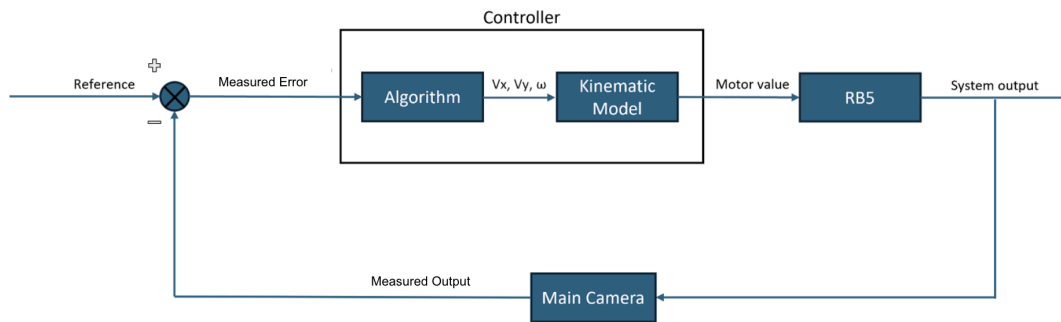 Controller
+
Reference
Measured Error
Algorithm
Vx, Vy, ω
Kinematic
Model
Motor value
RB5
System output
−
Measured Output
Main Camera